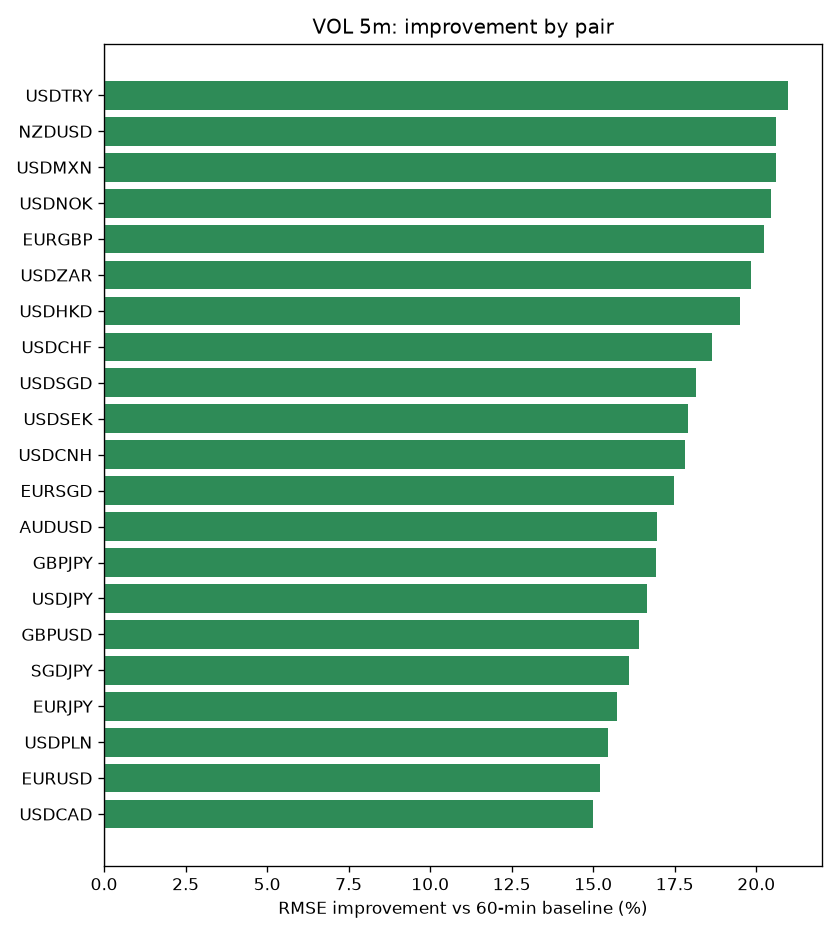 VOL 5m: improvement by pair
USDTRY
NZDUSD
USDMXN
USDNOK
EURGBP
USDZAR
USDHKD
USDCHF
USDSGD
USDSEK
USDCNH
EURSGD
AUDUSD
GBPJPY
USDJPY
GBPUSD
SGDJPY
EURJPY
USDPLN
EURUSD
USDCAD
0.0 2.5 5.0 7.5 10.0 12.5 15.0 17.5 20.0
RMSE improvement vs 60-min baseline (%)